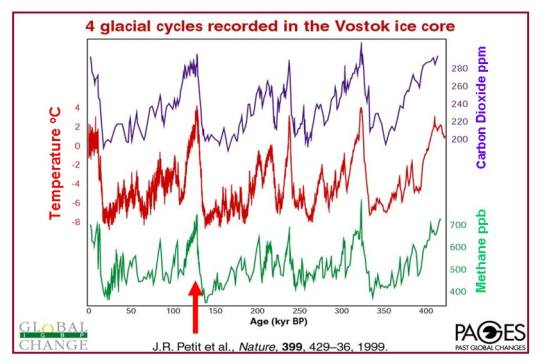 4 glacial cycles recorded in the Vostok ice core
Temperature ºC
4
2
0
-2
-4
-6
-8
280
260
240
220
200
Carbon Dioxide ppm
700
600
500
400
Methane ppb
0 50 100 150 200 250 300 350 400
Age (kyr BP)
GLOBAL
I G B P
CHANGE
J.R. Petit et al., Nature, 399, 429–36, 1999.
PAGES
PAST GLOBAL CHANGES